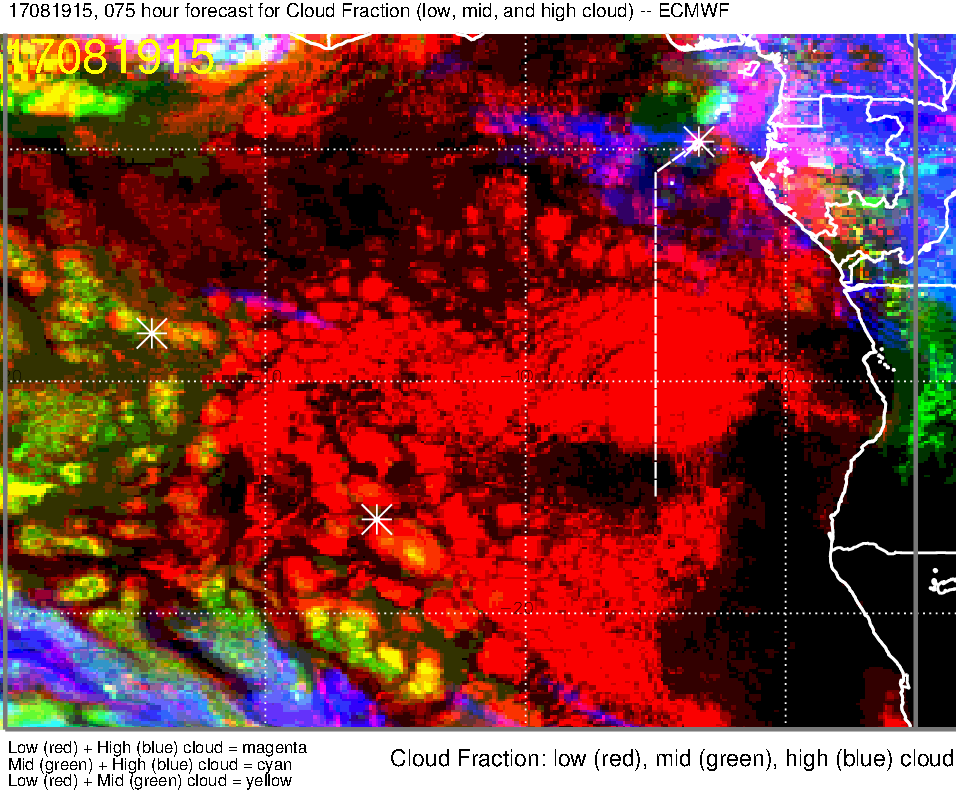 17081915, 075 hour forecast for Cloud Fraction (low, mid, and high cloud) -- ECMWF
17081915
Low (red) + High (blue) cloud = magenta
Mid (green) + High (blue) cloud = cyan
Low (red) + Mid (green) cloud = yellow
Cloud Fraction: low (red), mid (green), high (blue) cloud